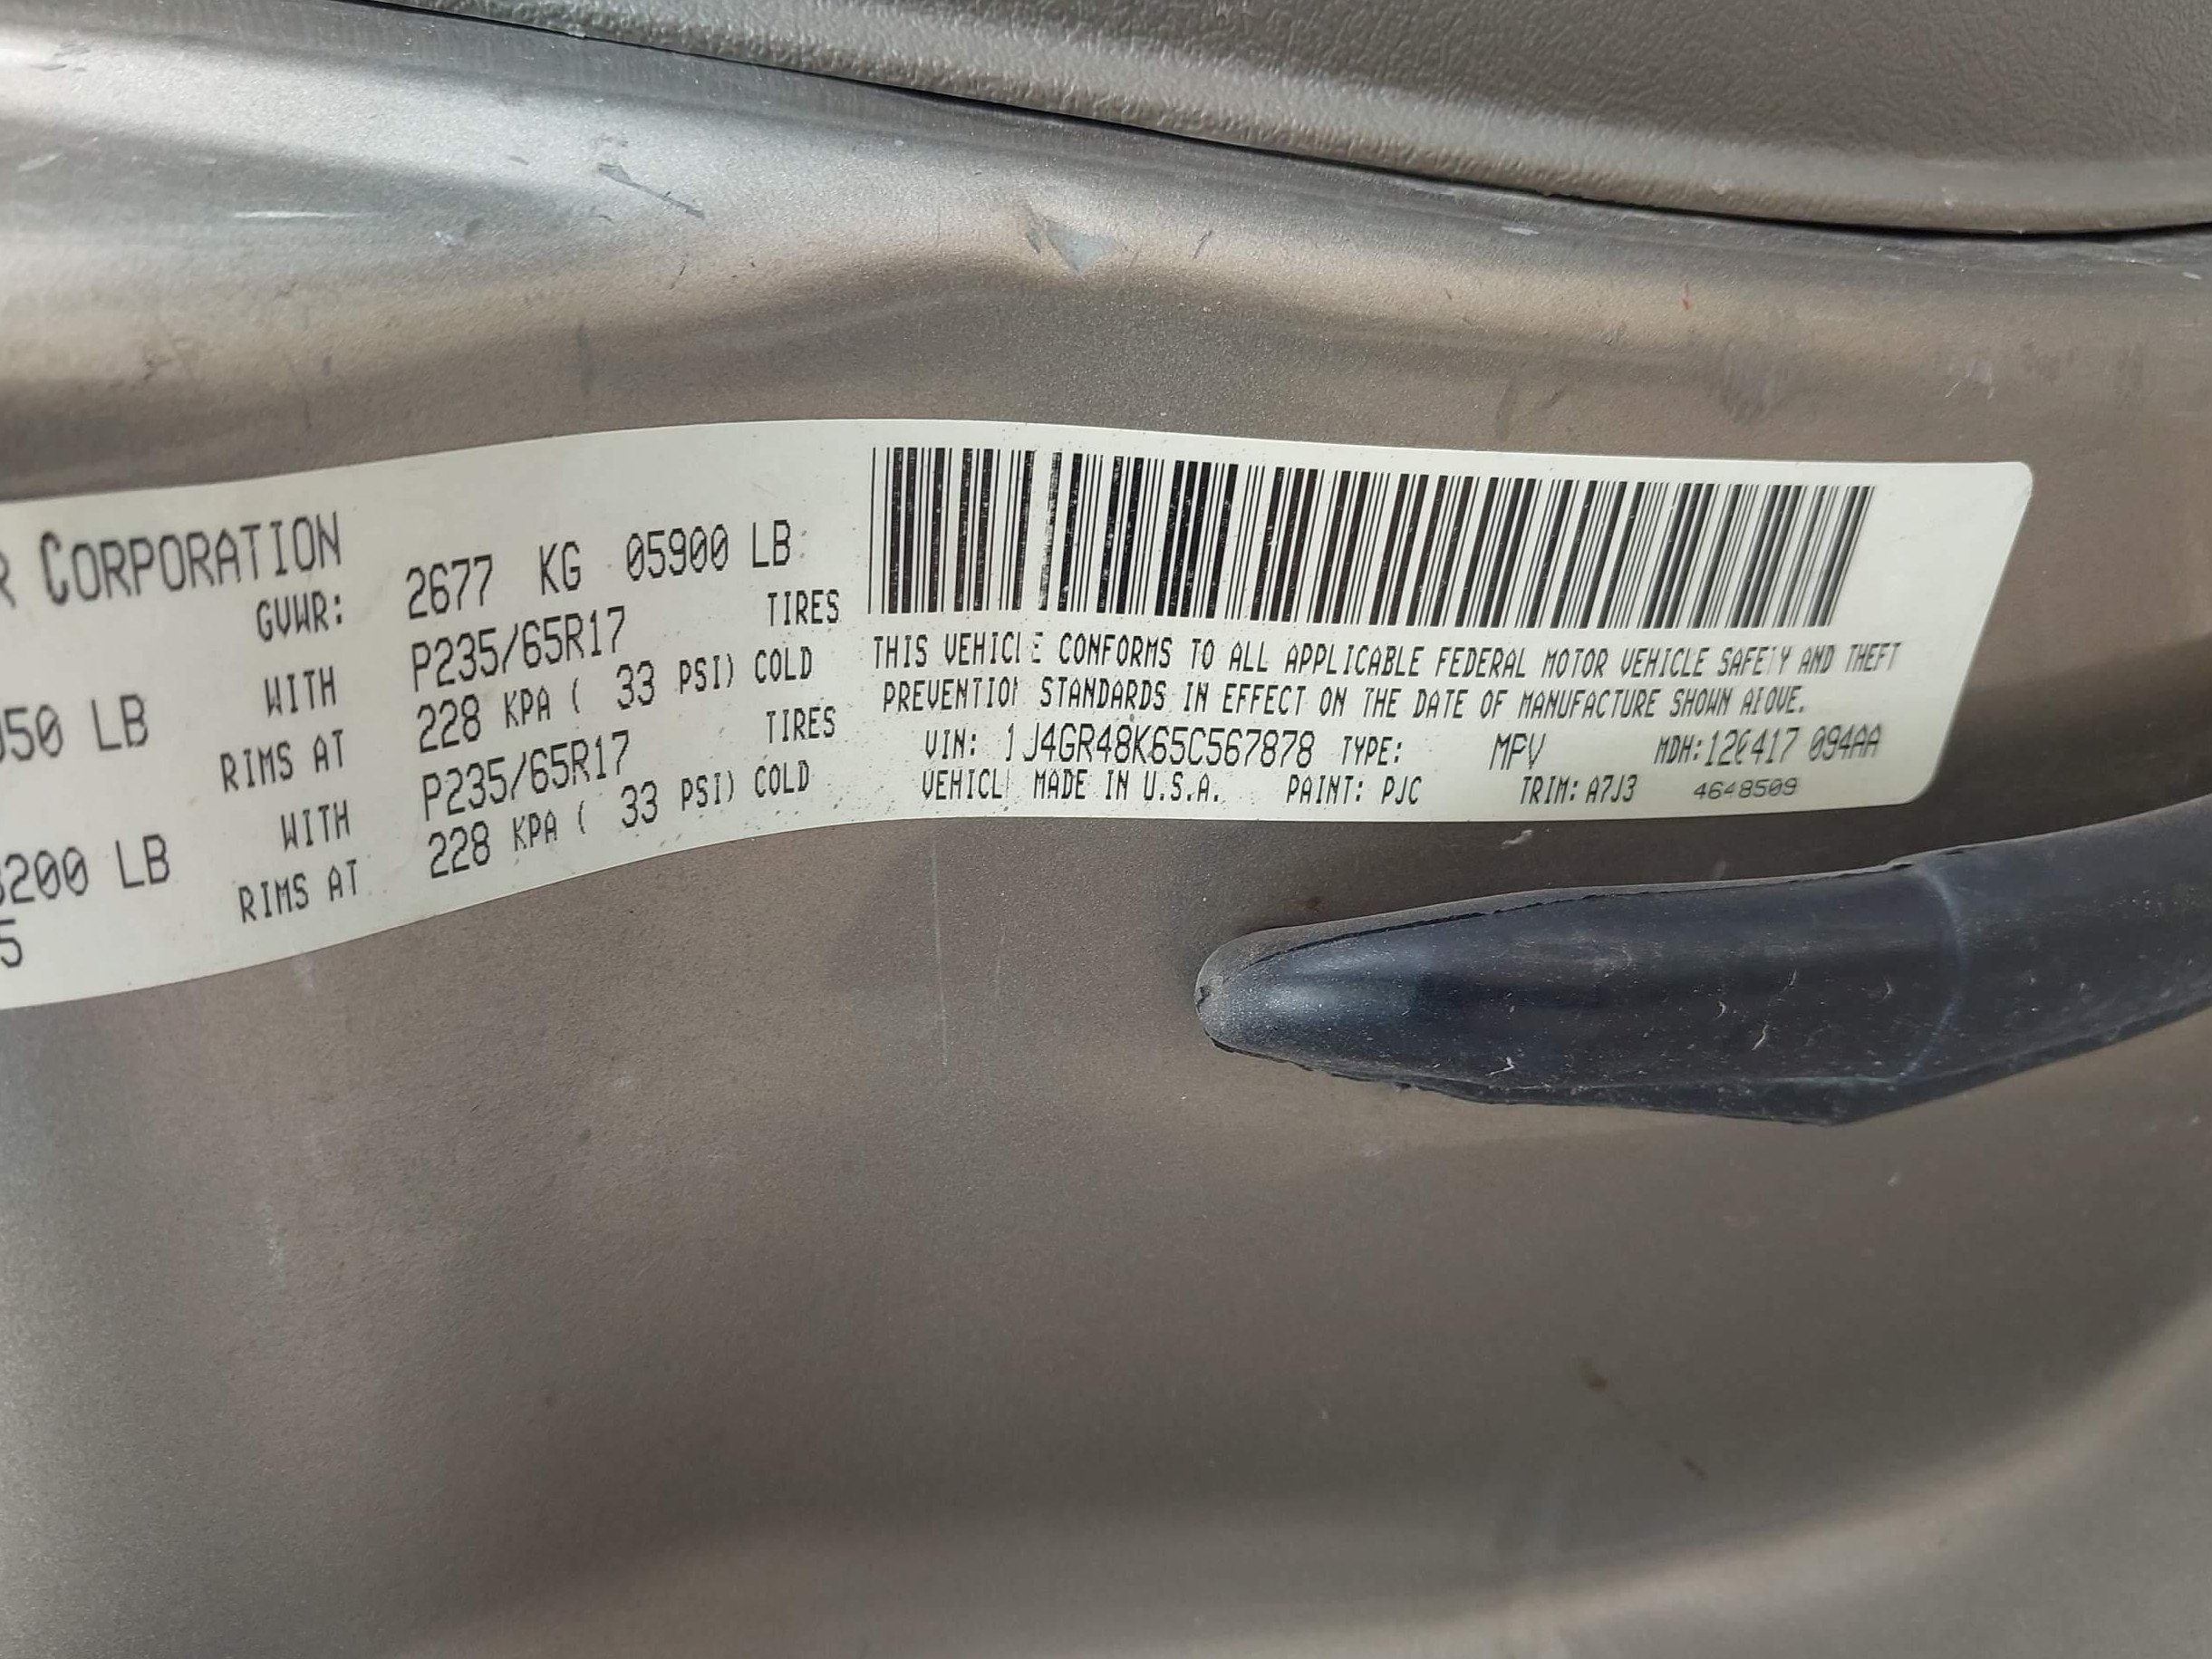 R CORPORATION
GVWR: 2677 KG 05900 LB
050 LB WITH P235/65R17 TIRES
RIMS AT 228 KPA ( 33 PSI) COLD
3200 LB WITH P235/65R17 TIRES
RIMS AT 228 KPA ( 33 PSI) COLD
5
THIS VEHICLE CONFORMS TO ALL APPLICABLE FEDERAL MOTOR VEHICLE SAFETY AND THEFT
PREVENTION STANDARDS IN EFFECT ON THE DATE OF MANUFACTURE SHOWN ABOVE.
VIN: 1J4GR48K65C567878 TYPE: MPV MDH: 120417 094AA
VEHICLE MADE IN U.S.A. PAINT: PJC TRIM: A7J3 4648509